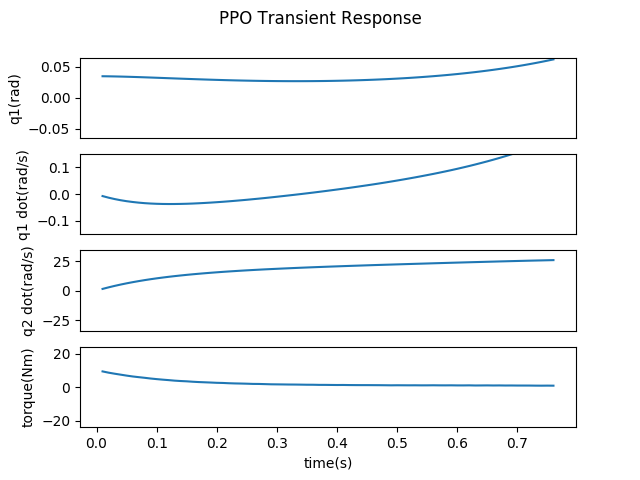 PPO Transient Response
q1(rad)
0.05
0.00
−0.05
q1 dot(rad/s)
0.1
0.0
−0.1
q2 dot(rad/s)
25
0
−25
torque(Nm)
20
0
−20
0.0 0.1 0.2 0.3 0.4 0.5 0.6 0.7
time(s)